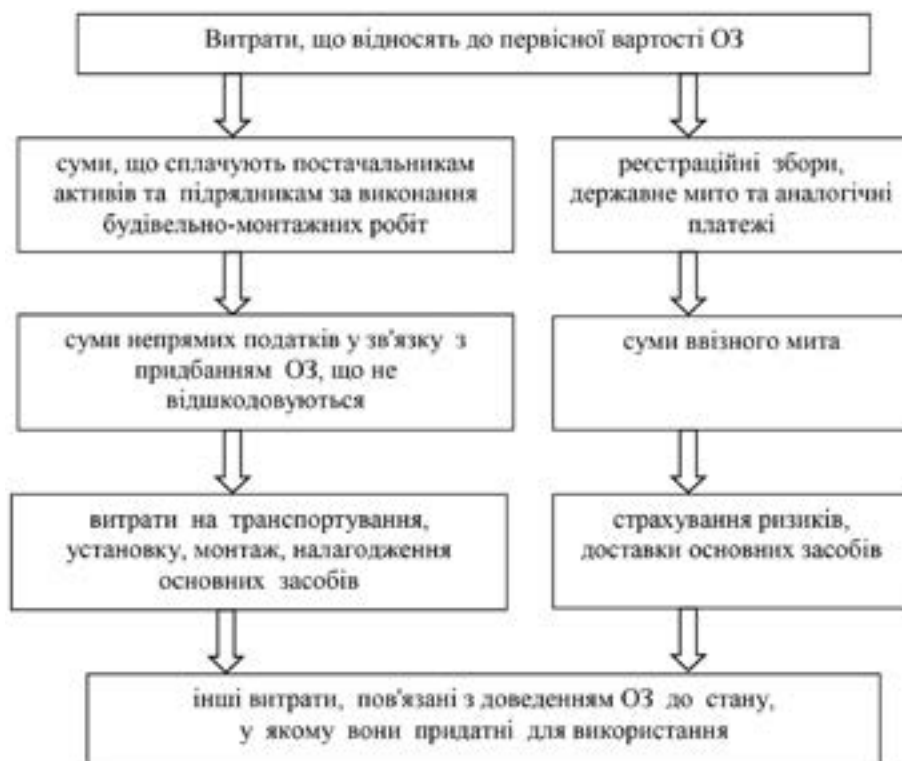 Витрати, що відносять до первісної вартості ОЗ
суми, що сплачують постачальникам
активів та підрядникам за виконання
будівельно-монтажних робіт
реєстраційні збори,
державне мито та аналогічні
платежі
суми непрямих податків у зв'язку з
придбанням ОЗ, що не
відшкодовуються
суми ввізного мита
витрати на транспортування,
установку, монтаж, налагодження
основних засобів
страхування ризиків,
доставки основних засобів
інші витрати, пов'язані з доведенням ОЗ до стану,
у якому вони придатні для використання